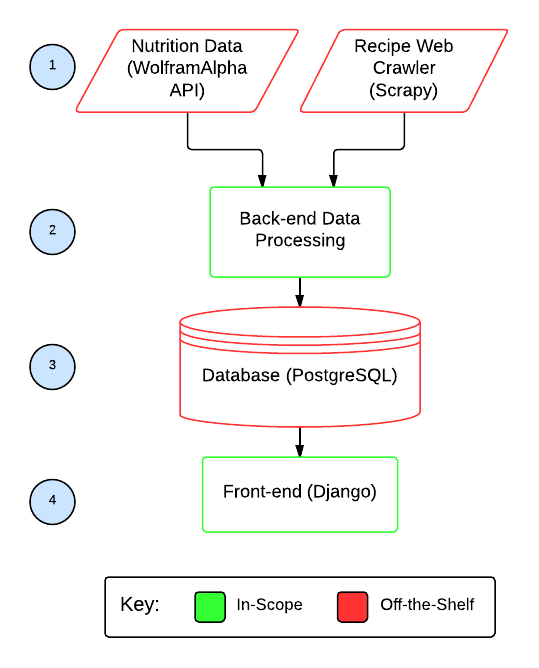 1
Nutrition Data
(WolframAlpha
API)
Recipe Web
Crawler
(Scrapy)
2
Back-end Data
Processing
3
Database (PostgreSQL)
4
Front-end (Django)
Key:
In-Scope
Off-the-Shelf